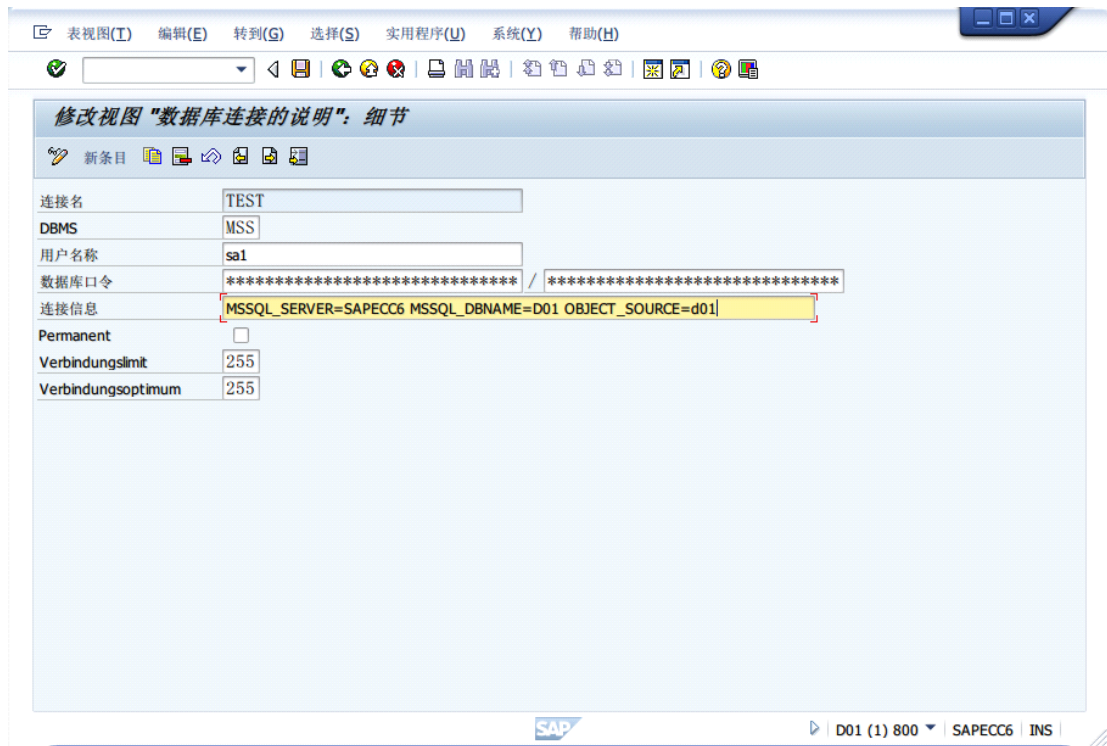 表视图(T) 编辑(E) 转到(G) 选择(S) 实用程序(U) 系统(Y) 帮助(H)
修改视图 "数据库连接的说明": 细节
新条目
连接名 TEST
DBMS MSS
用户名称 sa1
数据库口令 ****************************** / ******************************
连接信息 MSSQL_SERVER=SAPECC6 MSSQL_DBNAME=D01 OBJECT_SOURCE=d01
Permanent
Verbindungslimit 255
Verbindungsoptimum 255
SAP D01 (1) 800 SAPECC6 INS